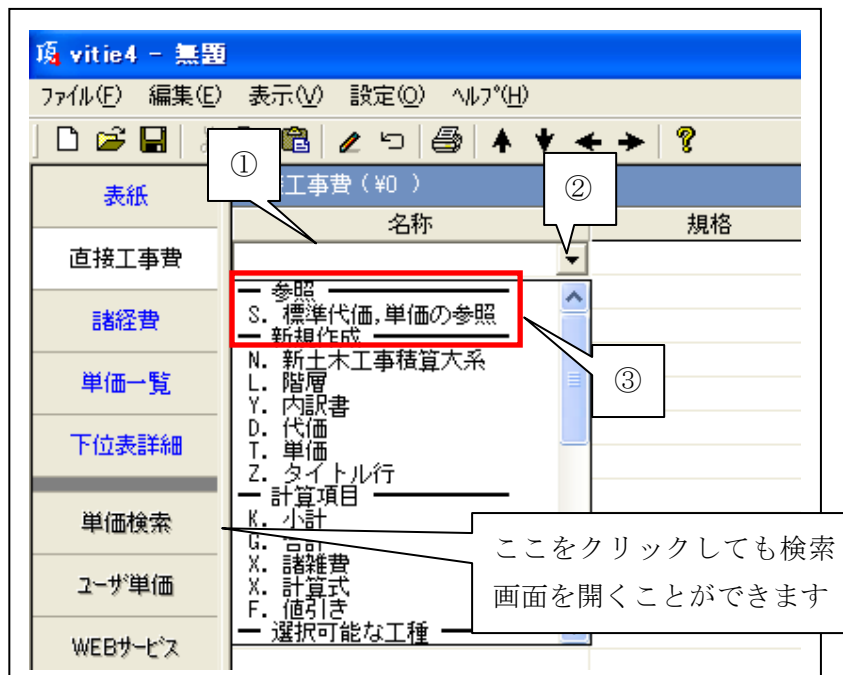 頂 vitie4 - 無題
ファイル(F) 編集(E) 表示(V) 設定(O) ヘルプ(H)
①
②
工事費 (¥0 )
表紙
名称
規格
直接工事費
諸経費
単価一覧
下位表詳細
単価検索
ユーザ単価
WEBサービス
参照
S. 標準代価,単価の参照
新規作成
N. 新土木工事積算大系
L. 階層
Y. 内訳書
D. 代価
T. 単価
Z. タイトル行
計算項目
K. 小計
G. 合計
X. 諸雑費
X. 計算式
F. 値引き
選択可能な工種
③
ここをクリックしても検索
画面を開くことができます